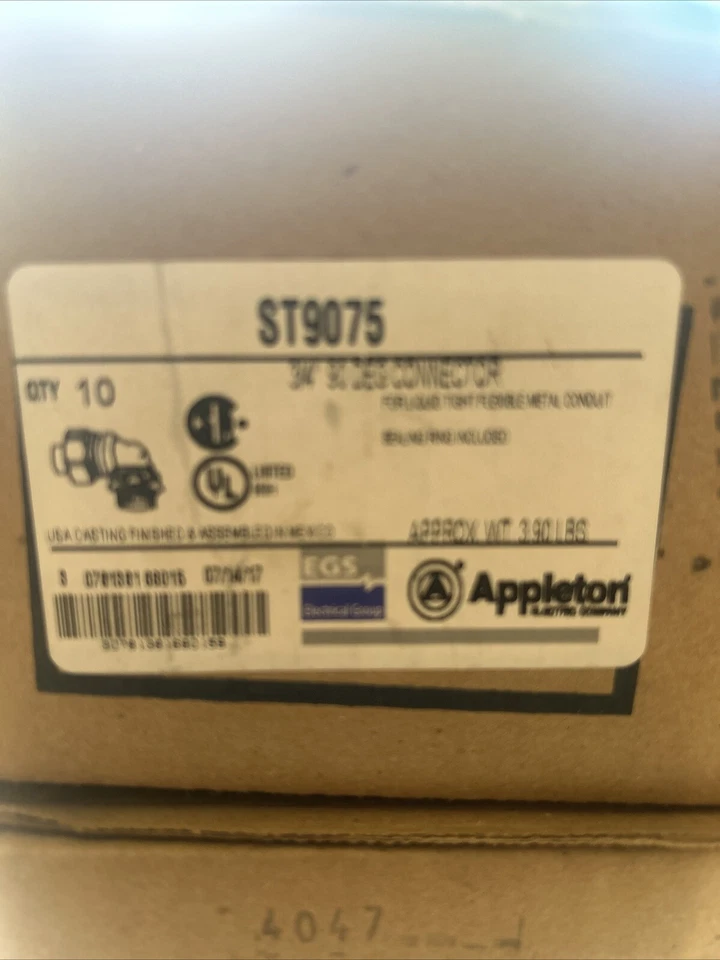 ST9075
3/4" 90 DEG CONNECTOR
QTY 10
FOR LIQUID TIGHT FLEXIBLE METAL CONDUIT
SEALING RING INCLUDED
UL
LISTED
USA CASTING FINISHED & ASSEMBLED IN MEXICO
APPROX. WT. 3.90 LBS
EGS
Electrical Group
A Appleton
ELECTRIC COMPANY
4047